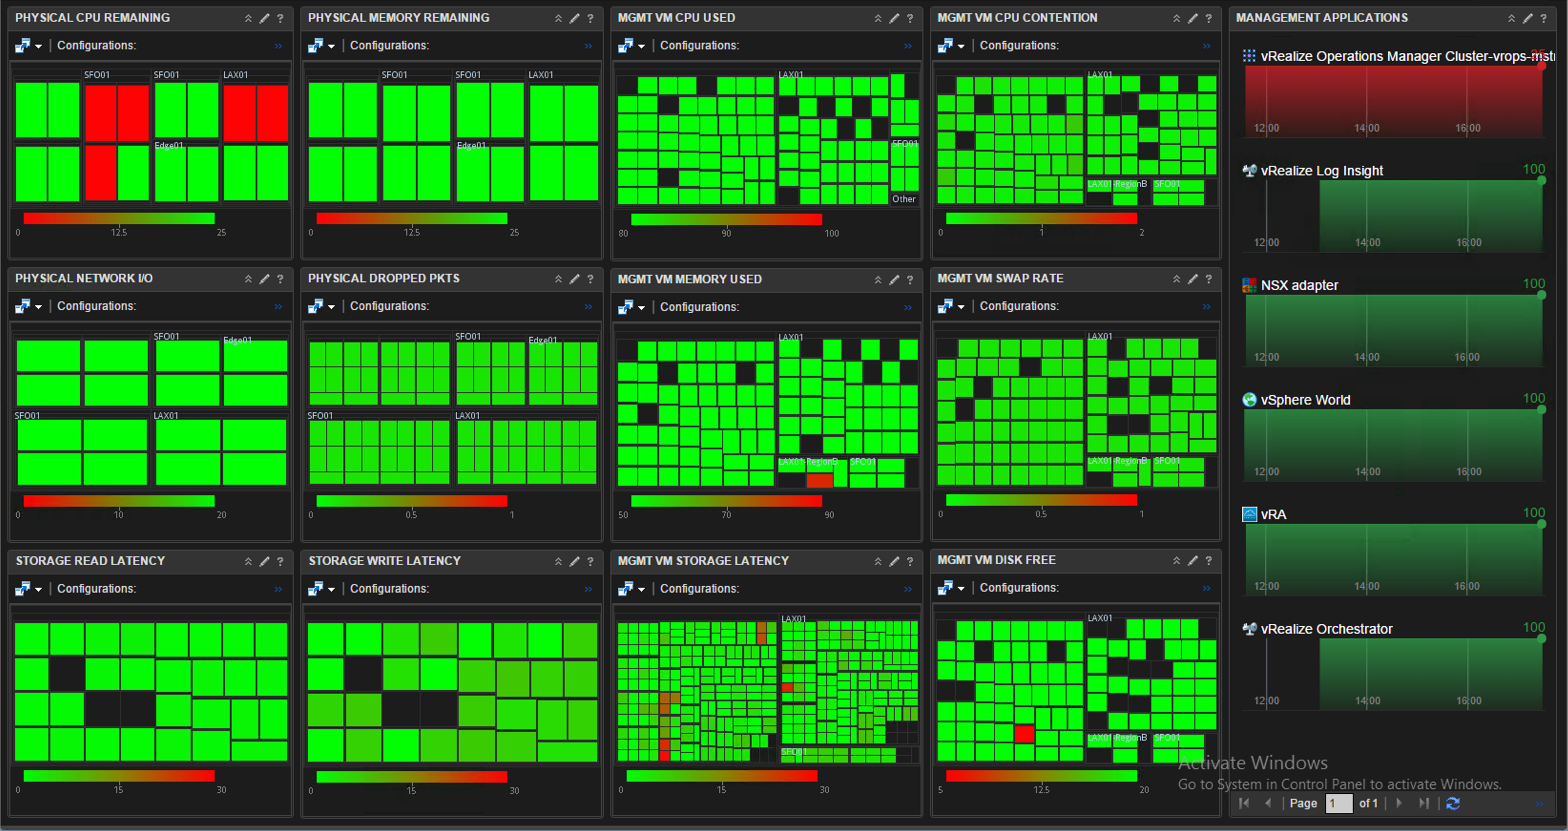 PHYSICAL CPU REMAINING
?
Configurations:
»
SFO01 SFO01 LAX01
Edge01
0 12.5 25
PHYSICAL MEMORY REMAINING
?
Configurations:
»
SFO01 SFO01 LAX01
Edge01
0 12.5 25
MGMT VM CPU USED
?
Configurations:
»
LAX01
SFO01
Other
80 90 100
MGMT VM CPU CONTENTION
?
Configurations:
»
LAX01
LAX01-RegionB SFO01
0 1 2
MANAGEMENT APPLICATIONS
?
vRealize Operations Manager Cluster-vrops-mstr
12:00 14:00 16:00
vRealize Log Insight
100
12:00 14:00 16:00
NSX adapter
100
12:00 14:00 16:00
vSphere World
100
12:00 14:00 16:00
vRA
100
12:00 14:00 16:00
vRealize Orchestrator
100
12:00 14:00 16:00
PHYSICAL NETWORK I/O
?
Configurations:
»
SFO01 Edge01
SFO01 LAX01
0 10 20
PHYSICAL DROPPED PKTS
?
Configurations:
»
SFO01 Edge01
SFO01 LAX01
0 0.5 1
MGMT VM MEMORY USED
?
Configurations:
»
LAX01
LAX01-RegionB SFO01
50 70 90
MGMT VM SWAP RATE
?
Configurations:
»
LAX01
LAX01-RegionB SFO01
0 0.5 1
STORAGE READ LATENCY
?
Configurations:
»
0 15 30
STORAGE WRITE LATENCY
?
Configurations:
»
0 15 30
MGMT VM STORAGE LATENCY
?
Configurations:
»
LAX01
SFO01
0 15 30
MGMT VM DISK FREE
?
Configurations:
»
LAX01
LAX01-RegionB SFO01
5 12.5 20
Activate Windows
Go to System in Control Panel to activate Windows.
Page 1 of 1
»